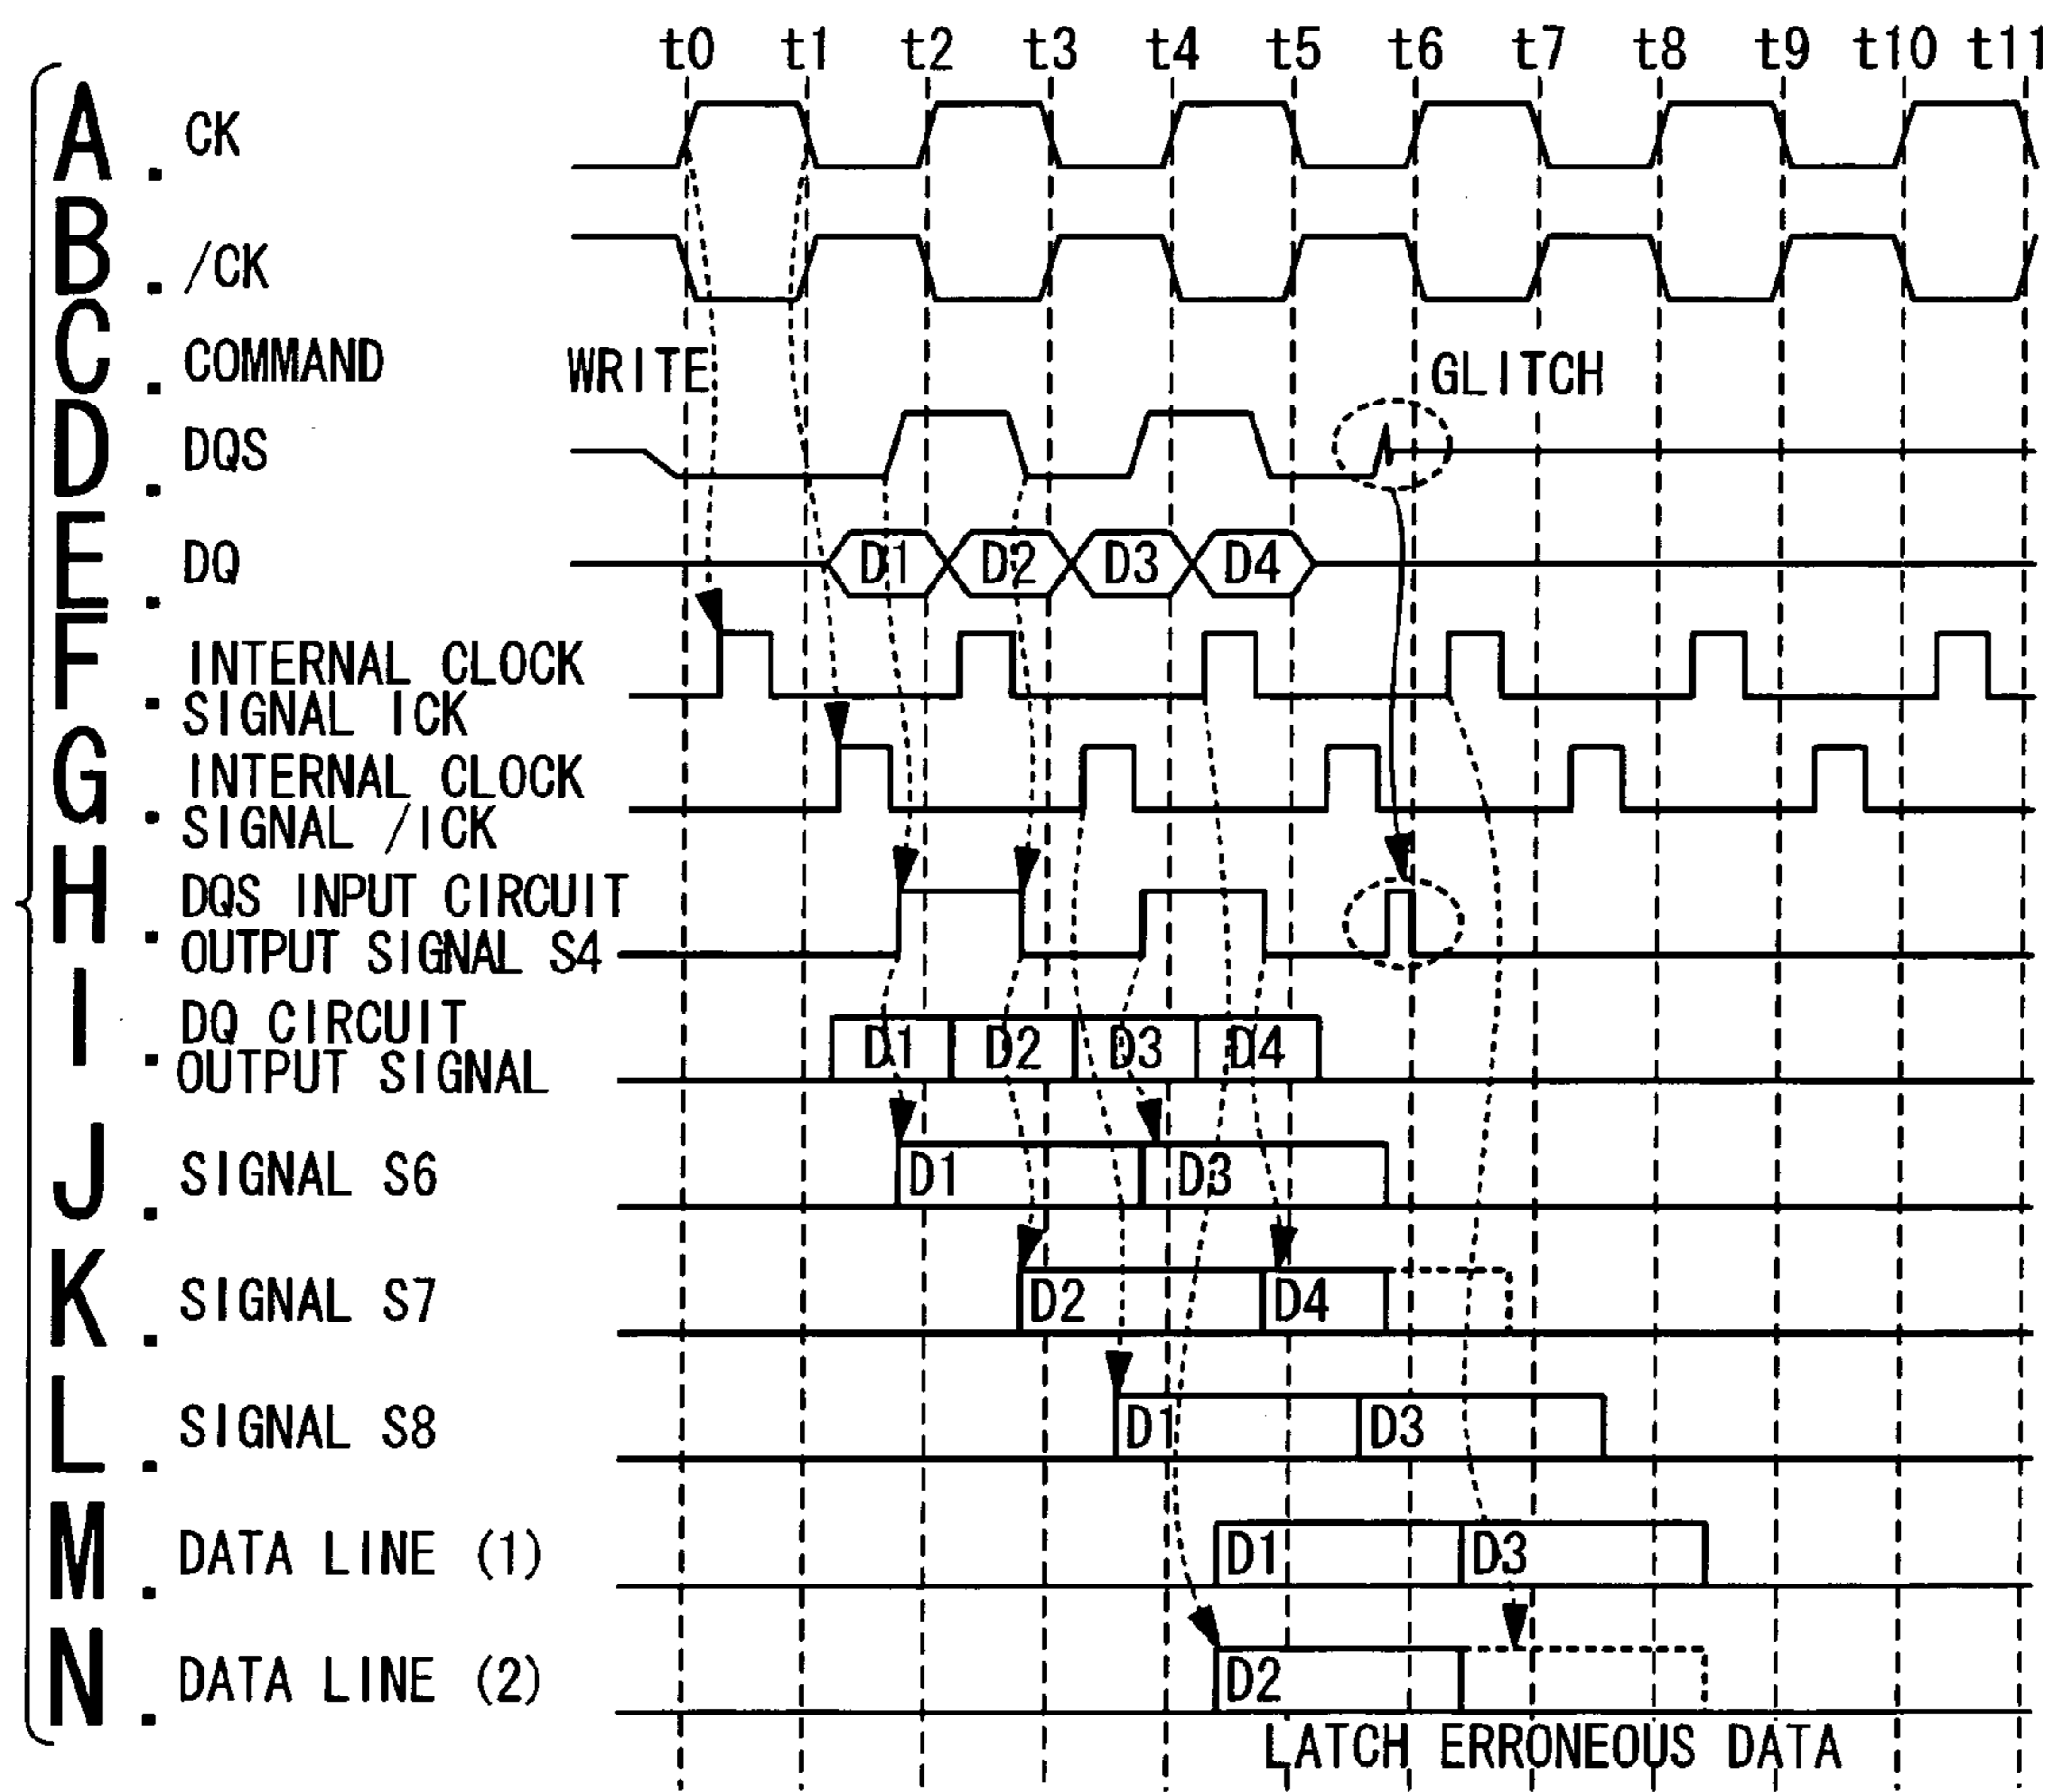 t0 t1 t2 t3 t4 t5 t6 t7 t8 t9 t10 t11
A. CK
B. /CK
C. COMMAND WRITE GLITCH
D. DQS
E. DQ D1 D2 D3 D4
F. INTERNAL CLOCK
SIGNAL ICK
G. INTERNAL CLOCK
SIGNAL /ICK
H. DQS INPUT CIRCUIT
OUTPUT SIGNAL S4
I. DQ CIRCUIT
OUTPUT SIGNAL D1 D2 D3 D4
J. SIGNAL S6 D1 D3
K. SIGNAL S7 D2 D4
L. SIGNAL S8 D1 D3
M. DATA LINE (1) D1 D3
N. DATA LINE (2) D2
LATCH ERRONEOUS DATA